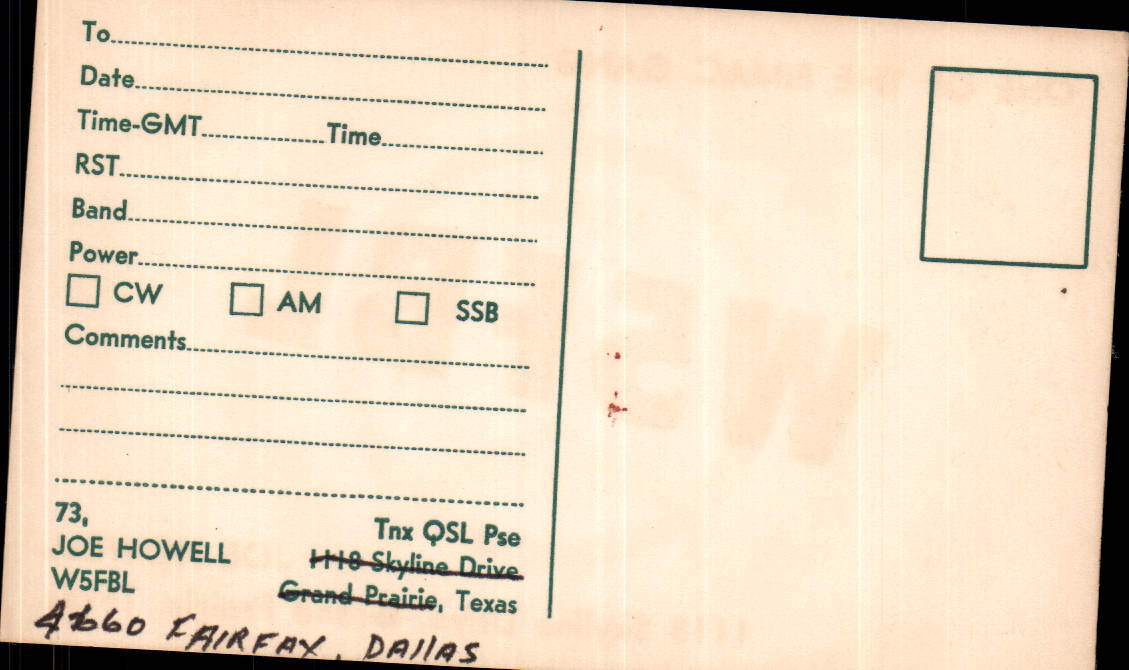 To
Date
Time-GMT Time
RST
Band
Power
CW AM SSB
Comments
73, Tnx QSL Pse
JOE HOWELL 1118 Skyline Drive
W5FBL Grand Prairie, Texas
FAIRFAX, DAllAS